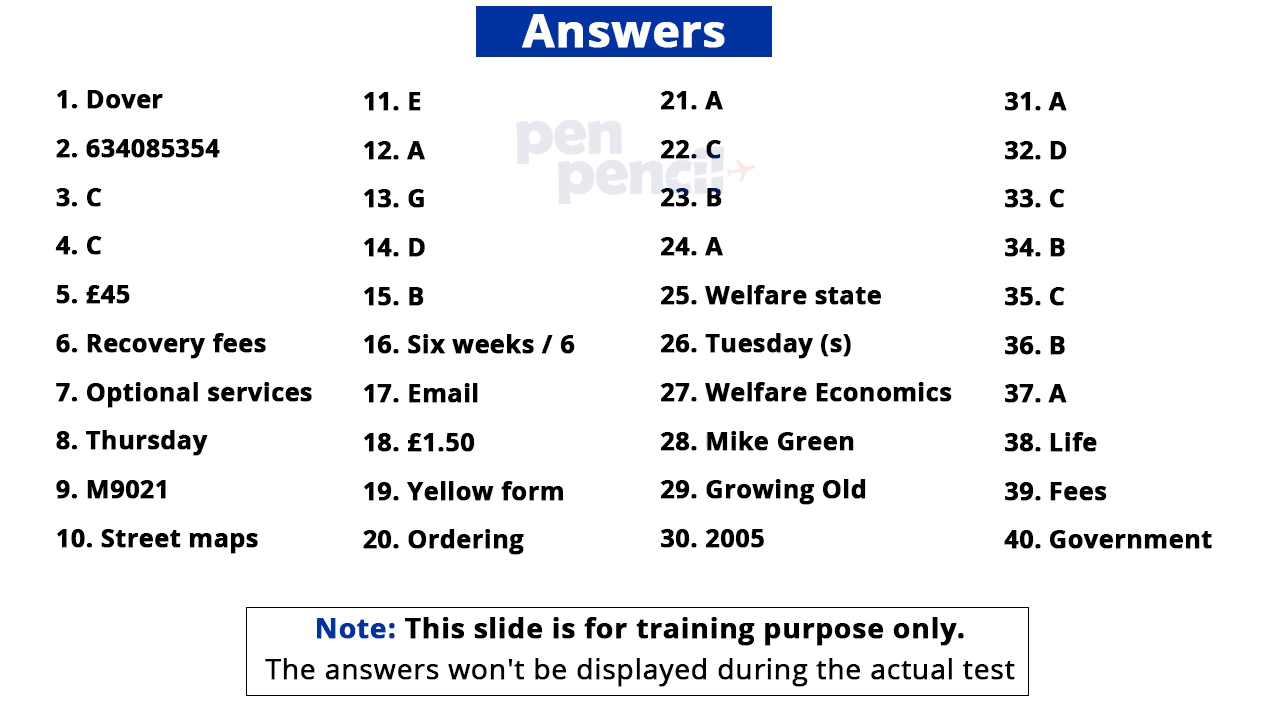 Answers
1. Dover
2. 634085354
3. C
4. C
5. £45
6. Recovery fees
7. Optional services
8. Thursday
9. M9021
10. Street maps
11. E
12. A
13. G
14. D
15. B
16. Six weeks / 6
17. Email
18. £1.50
19. Yellow form
20. Ordering
pen
pencil
21. A
22. C
23. B
24. A
25. Welfare state
26. Tuesday (s)
27. Welfare Economics
28. Mike Green
29. Growing Old
30. 2005
31. A
32. D
33. C
34. B
35. C
36. B
37. A
38. Life
39. Fees
40. Government
Note: This slide is for training purpose only.
The answers won't be displayed during the actual test